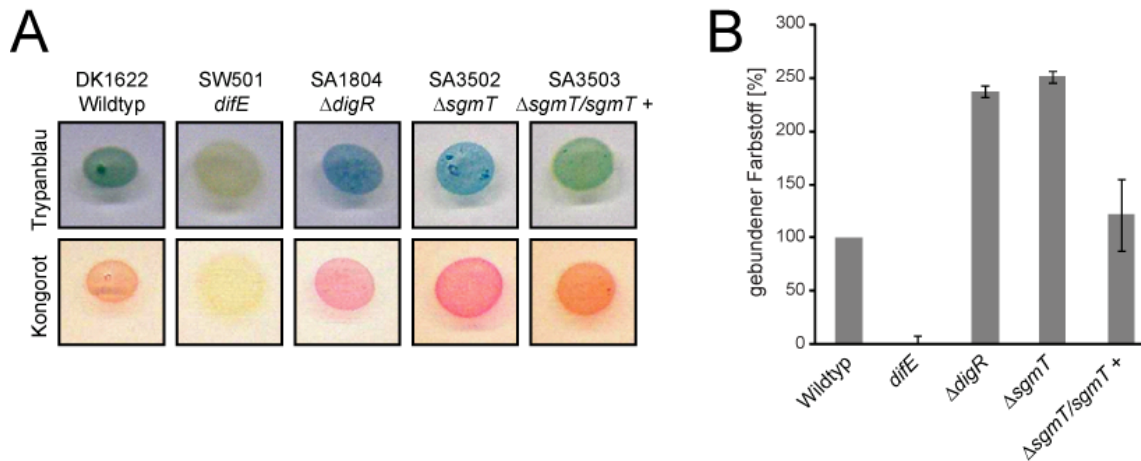 A
DK1622 SW501 SA1804 SA3502 SA3503
Wildtyp difE ΔdigR ΔsgmT ΔsgmT/sgmT +
Trypanblau
Kongorot
B
gebundener Farbstoff [%]
300
250
200
150
100
50
0
Wildtyp
difE
ΔdigR
ΔsgmT
ΔsgmT/sgmT +